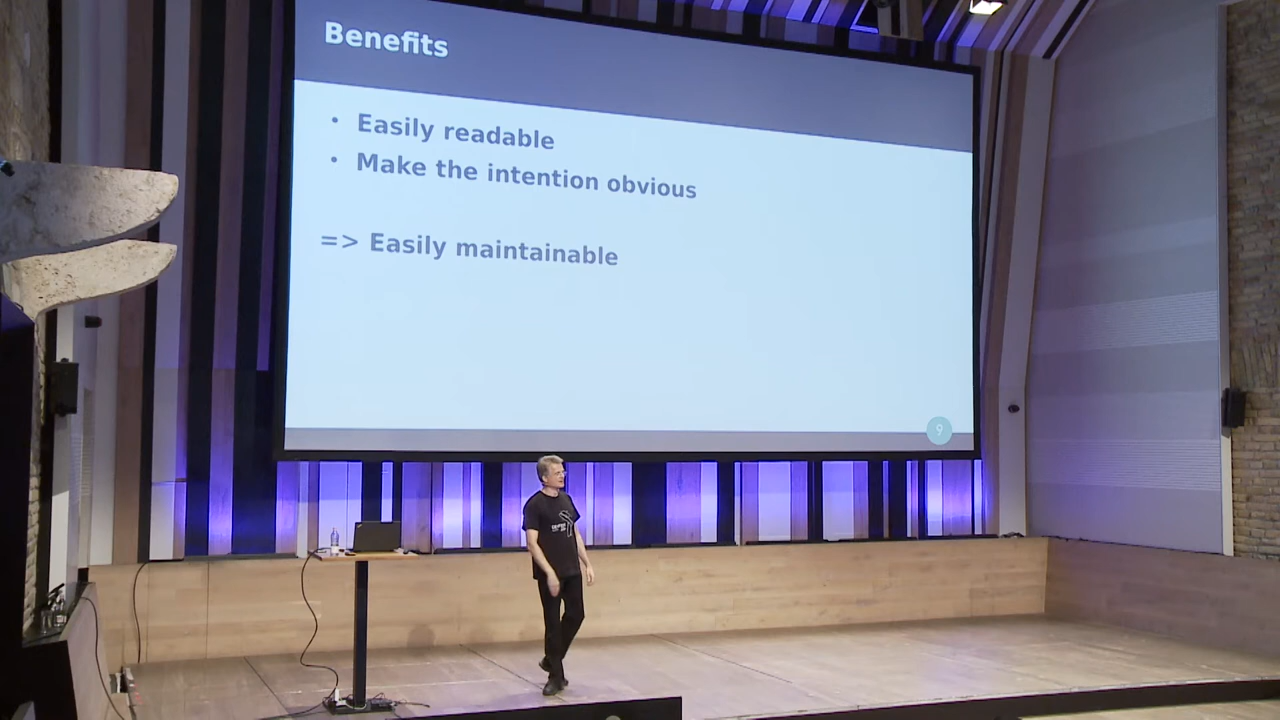 Benefits
• Easily readable
• Make the intention obvious
=> Easily maintainable
9